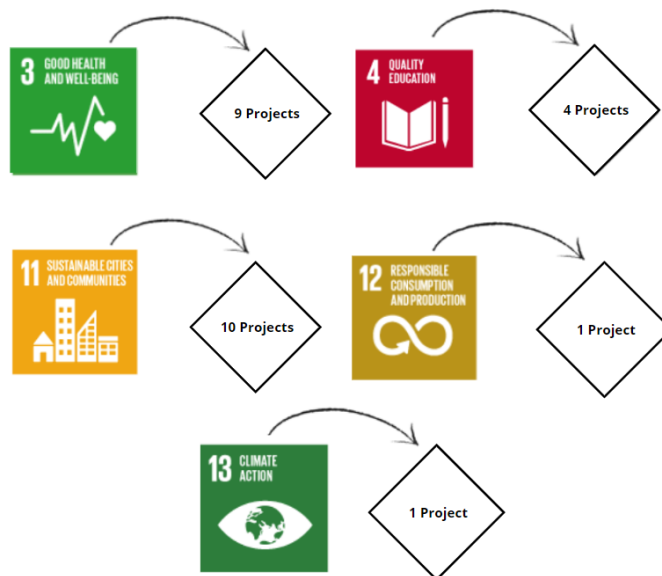 3 GOOD HEALTH
AND WELL-BEING
9 Projects
4 QUALITY
EDUCATION
4 Projects
11 SUSTAINABLE CITIES
AND COMMUNITIES
10 Projects
12 RESPONSIBLE
CONSUMPTION
AND PRODUCTION
1 Project
13 CLIMATE
ACTION
1 Project